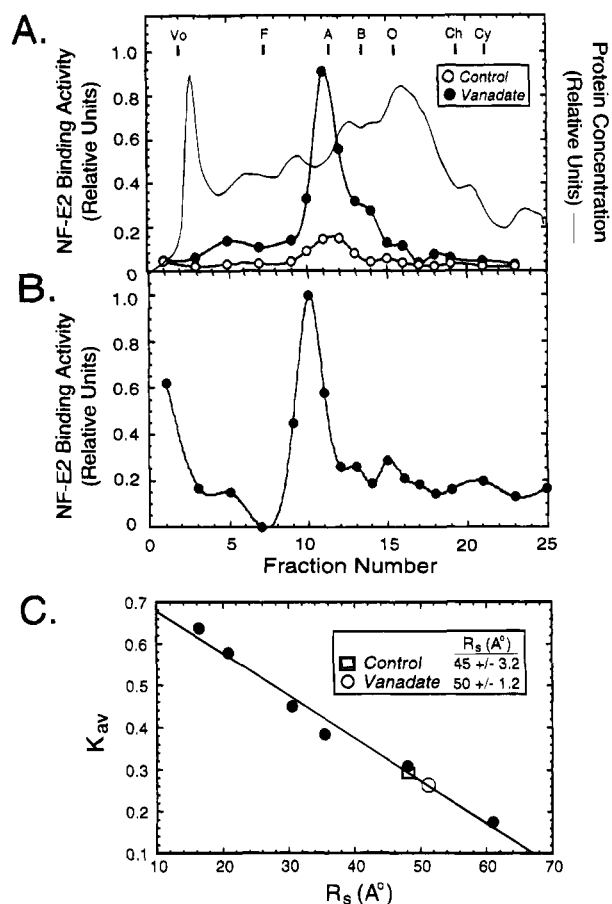 A.
Vo F A B O Ch Cy
1.0
0.8
0.6
0.4
0.2
0
Control
Vanadate
NF-E2 Binding Activity
(Relative Units)
Protein Concentration
(Relative Units) —
B.
1.0
0.8
0.6
0.4
0.2
0
NF-E2 Binding Activity
(Relative Units)
0 5 10 15 20 25
Fraction Number
C.
0.7
0.6
0.5
0.4
0.3
0.2
0.1
Kav
Rs (A°)
Control 45 +/- 3.2
Vanadate 50 +/- 1.2
10 20 30 40 50 60 70
Rs (A°)